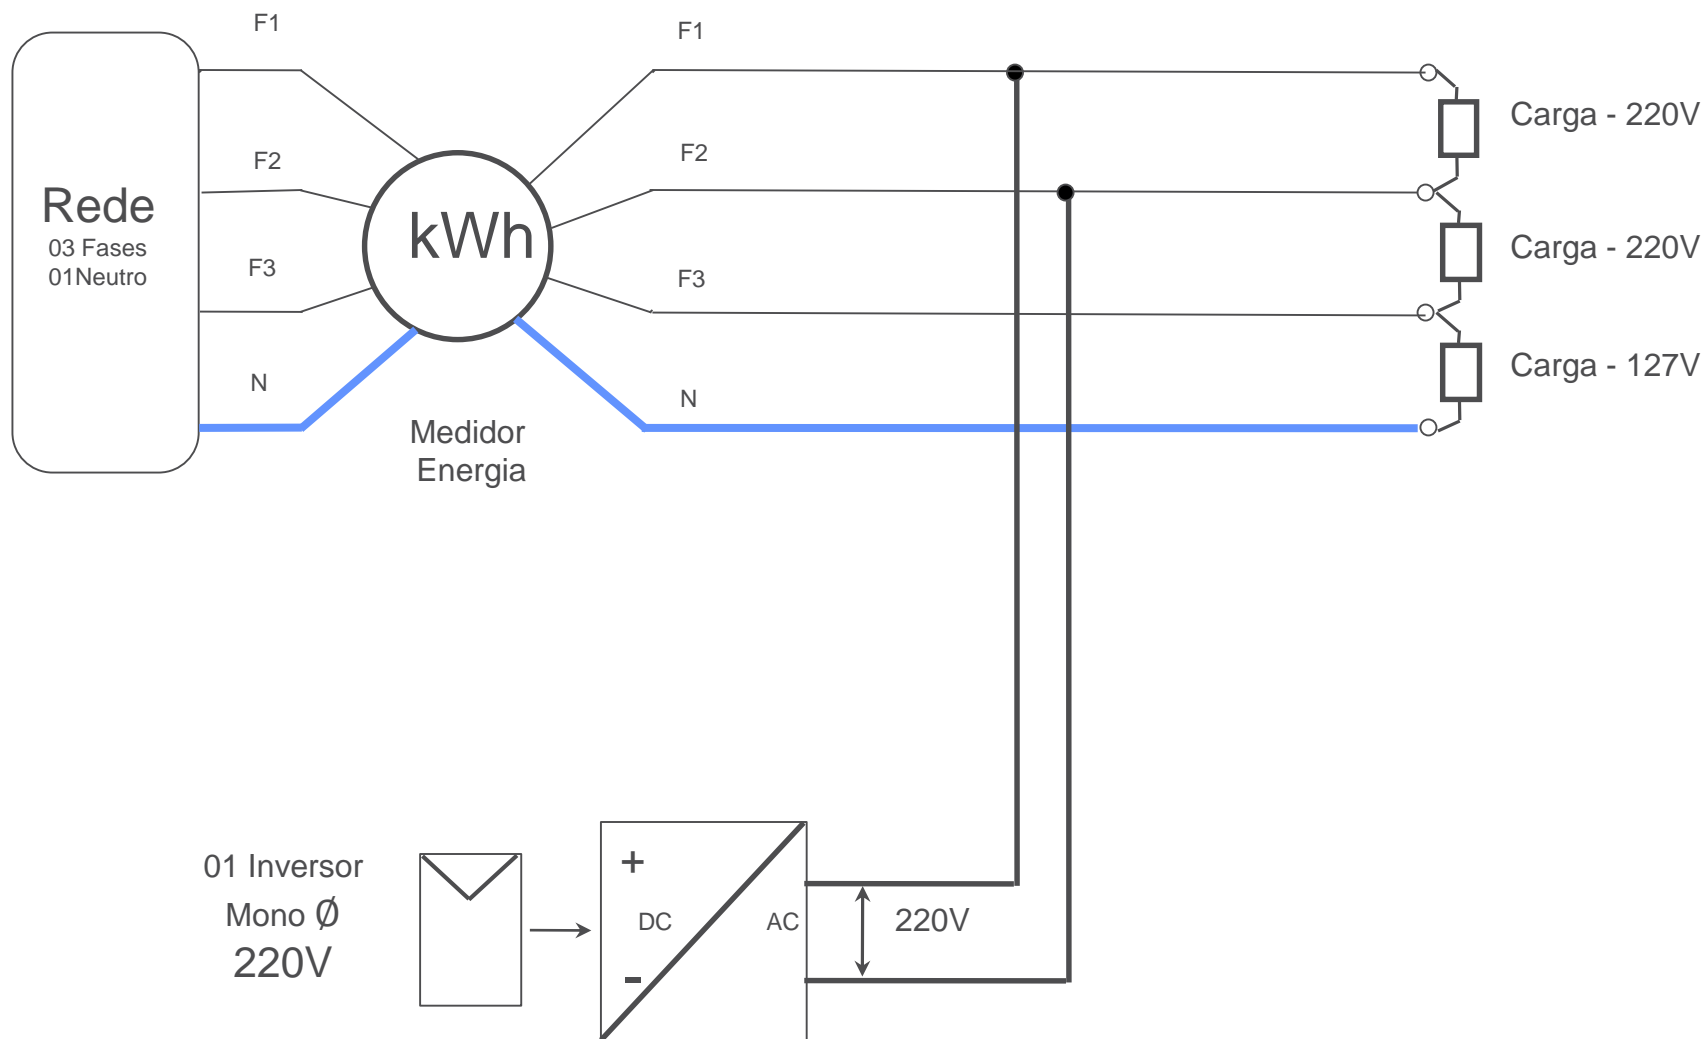 F1
F1
Carga - 220V
F2
F2
Rede
03 Fases
01Neutro
kWh
Carga - 220V
F3
F3
Carga - 127V
N
N
Medidor
Energia
01 Inversor
Mono Ø
220V
+
DC
-
AC
220V